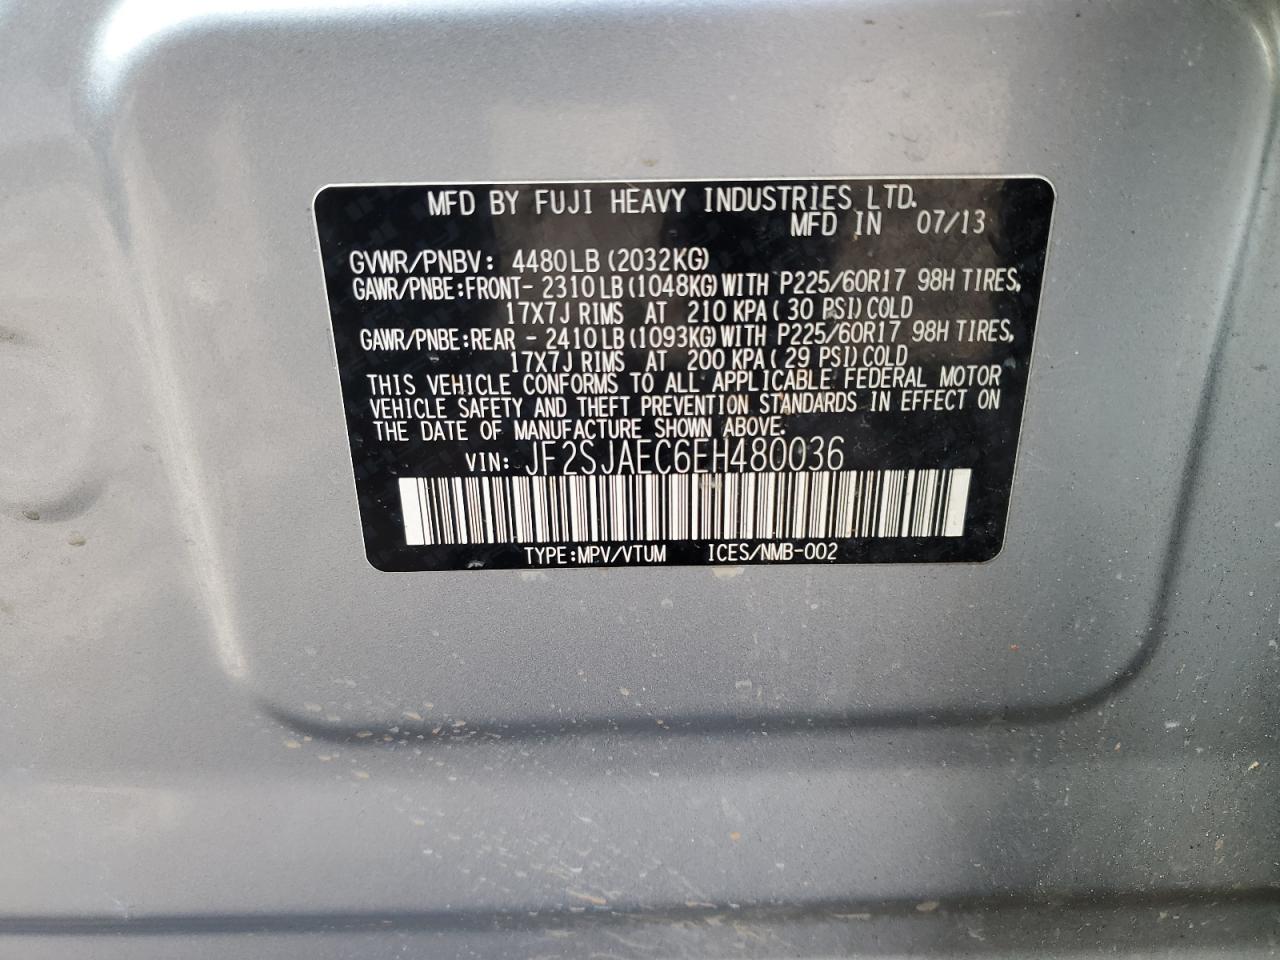 MFD BY FUJI HEAVY INDUSTRIES LTD.
MFD IN 07/13
GVWR/PNBV: 4480LB (2032KG)
GAWR/PNBE:FRONT- 2310LB(1048KG)WITH P225/60R17 98H TIRES,
17X7J RIMS AT 210 KPA(30 PSI)COLD
GAWR/PNBE:REAR - 2410LB(1093KG)WITH P225/60R17 98H TIRES,
17X7J RIMS AT 200 KPA(29 PSI)COLD
THIS VEHICLE CONFORMS TO ALL APPLICABLE FEDERAL MOTOR
VEHICLE SAFETY AND THEFT PREVENTION STANDARDS IN EFFECT ON
THE DATE OF MANUFACTURE SHOWN ABOVE.
VIN: JF2SJAEC6EH480036
TYPE:MPV/VTUM ICES/NMB-002